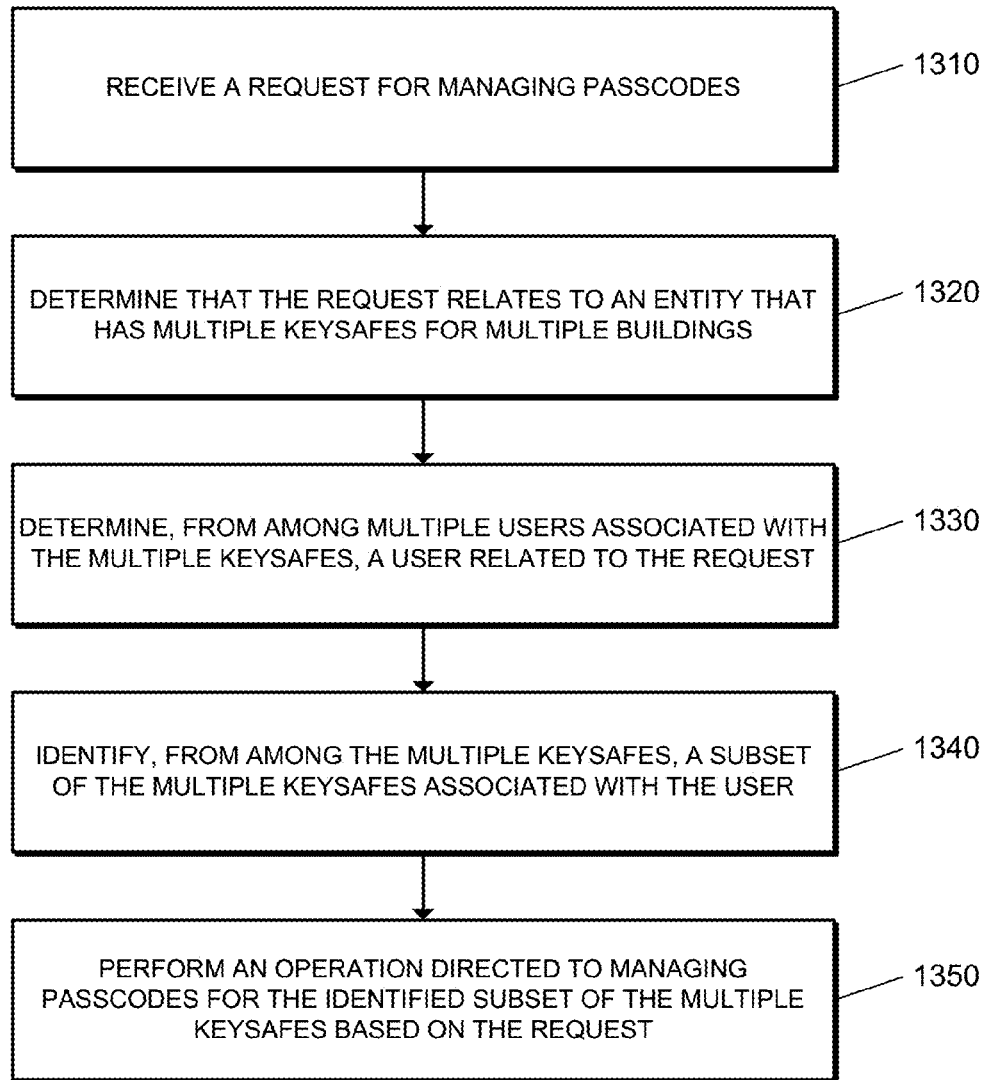 RECEIVE A REQUEST FOR MANAGING PASSCODES
1310
DETERMINE THAT THE REQUEST RELATES TO AN ENTITY THAT
HAS MULTIPLE KEYSAFES FOR MULTIPLE BUILDINGS
1320
DETERMINE, FROM AMONG MULTIPLE USERS ASSOCIATED WITH
THE MULTIPLE KEYSAFES, A USER RELATED TO THE REQUEST
1330
IDENTIFY, FROM AMONG THE MULTIPLE KEYSAFES, A SUBSET
OF THE MULTIPLE KEYSAFES ASSOCIATED WITH THE USER
1340
PERFORM AN OPERATION DIRECTED TO MANAGING
PASSCODES FOR THE IDENTIFIED SUBSET OF THE MULTIPLE
KEYSAFES BASED ON THE REQUEST
1350